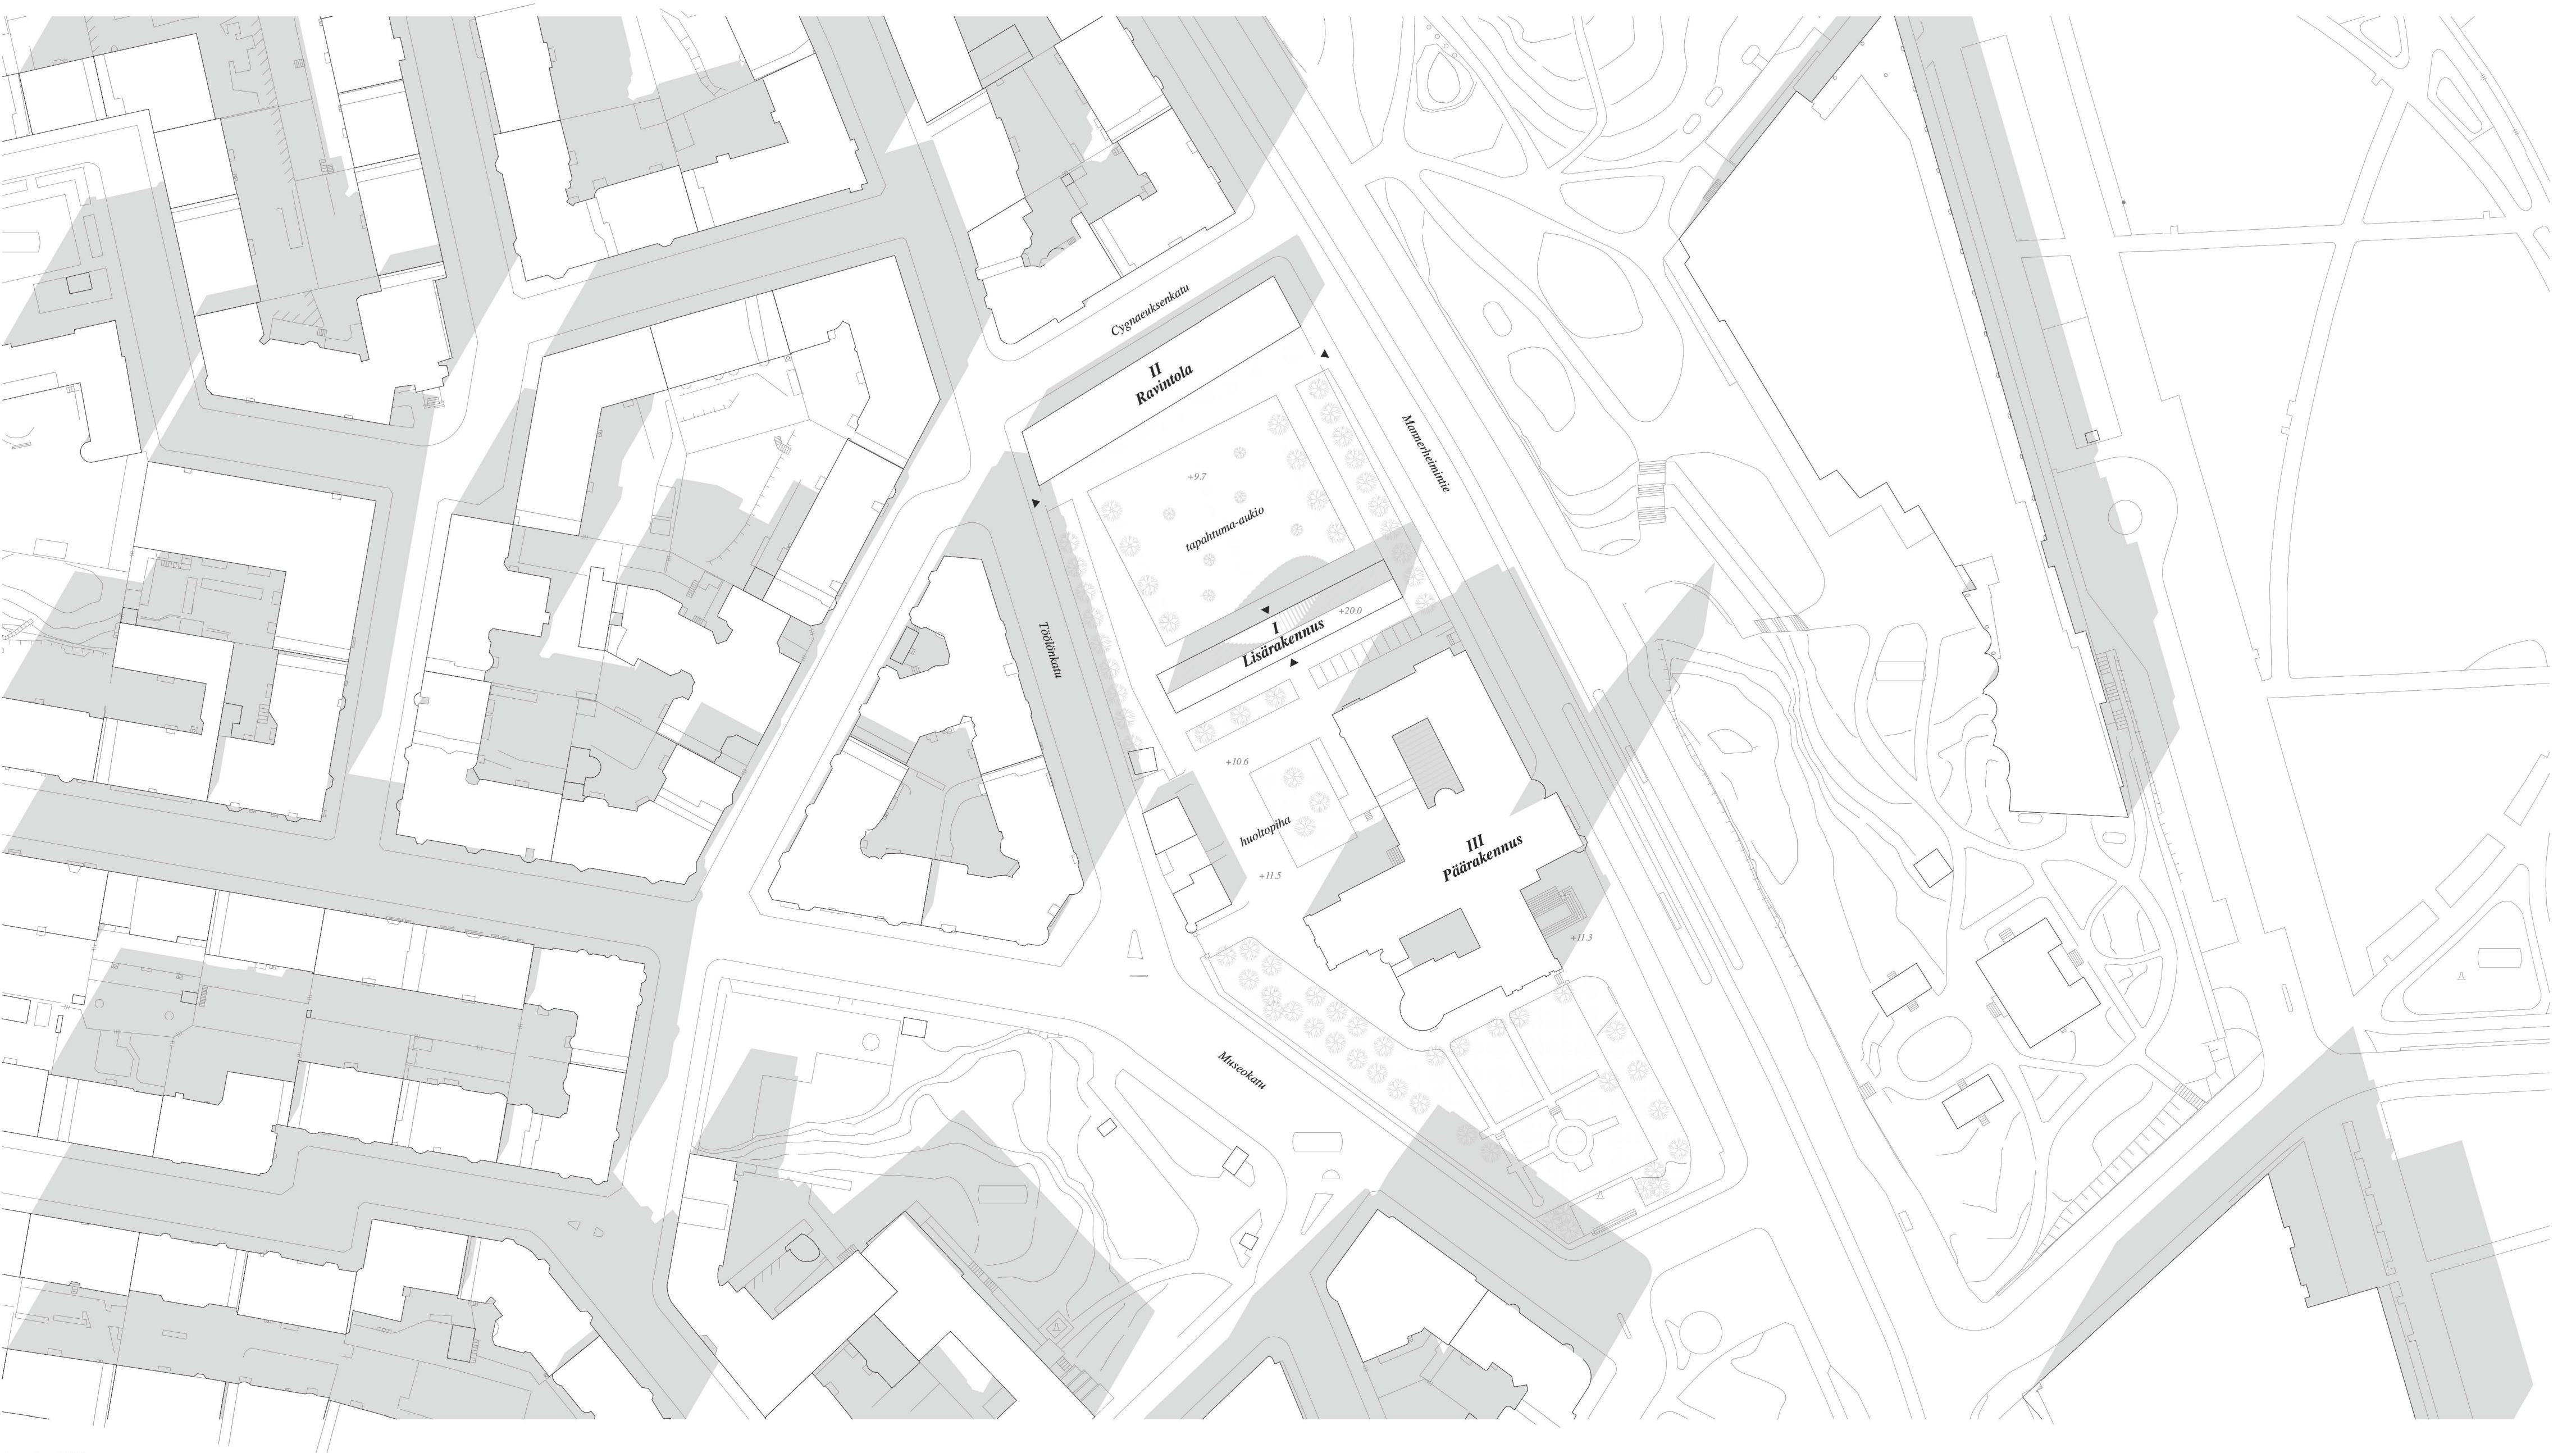 Cygnaeuksenkatu
II
Ravintola
Mannerheimintie
+9.7
tapahtuma-aukio
+20.0
I
Lisärakennus
Töölönkatu
+10.6
huoltopiha
III
Päärakennus
+11.5
+11.3
Museokatu